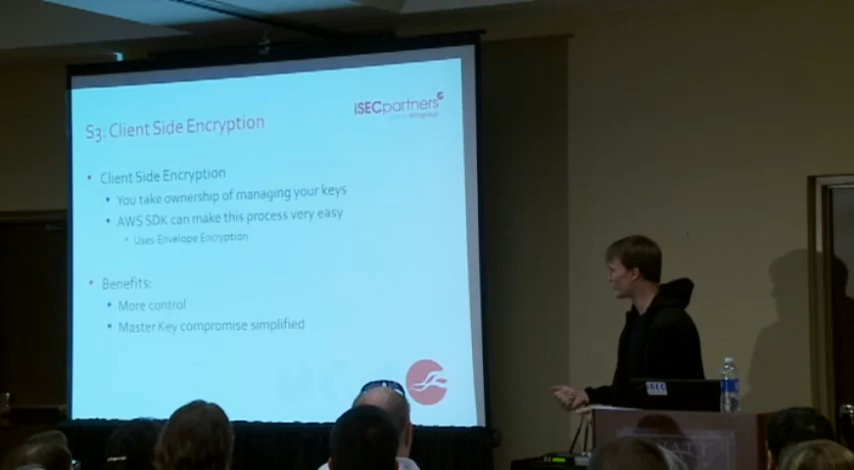 iSECpartners
S3: Client Side Encryption
• Client Side Encryption
• You take ownership of managing your keys
• AWS SDK can make this process very easy
• Uses Envelope Encryption
• Benefits:
• More control
• Master Key compromise simplified
iSEC